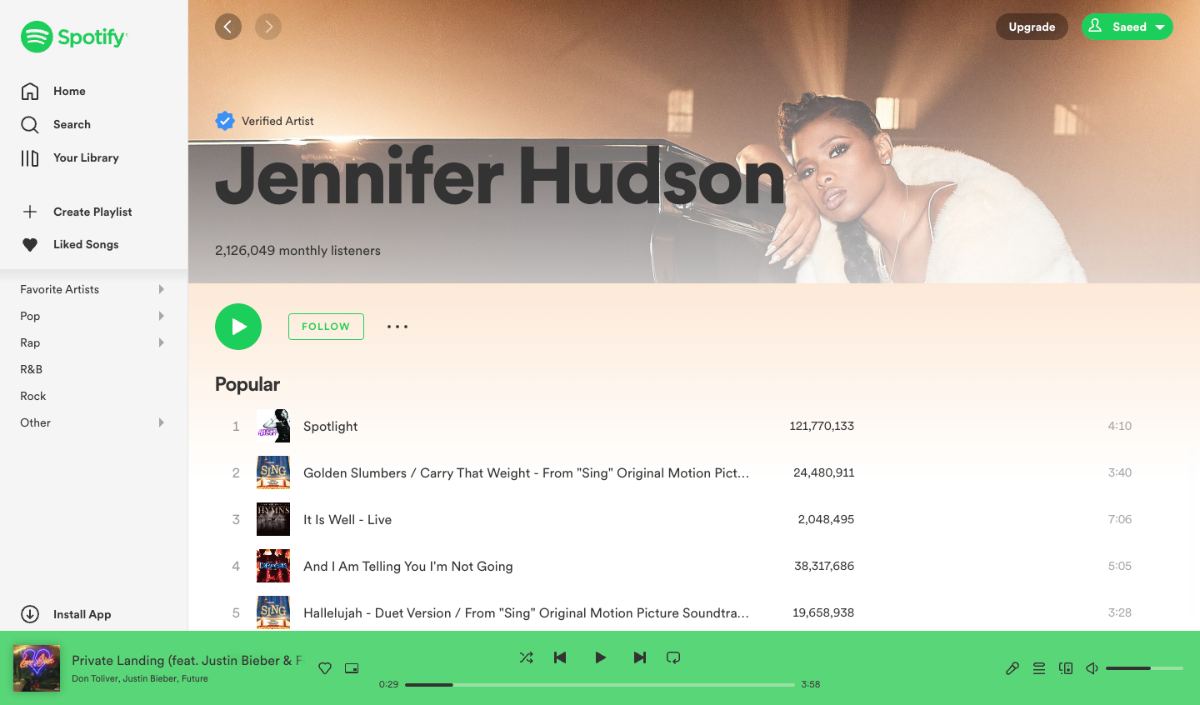 Spotify
Home
Search
Your Library
Create Playlist
Liked Songs
Favorite Artists
Pop
Rap
R&B
Rock
Other
Install App
Upgrade
Saeed
Verified Artist
Jennifer Hudson
2,126,049 monthly listeners
FOLLOW
Popular
1 Spotlight 121,770,133 4:10
2 SING Golden Slumbers / Carry That Weight - From "Sing" Original Motion Pict... 24,480,911 3:40
3 HYMNS It Is Well - Live 2,048,495 7:06
4 And I Am Telling You I'm Not Going 38,317,686 5:05
5 SING Hallelujah - Duet Version / From "Sing" Original Motion Picture Soundtra... 19,658,938 3:28
Private Landing (feat. Justin Bieber & F
Don Toliver, Justin Bieber, Future
0:29
3:58